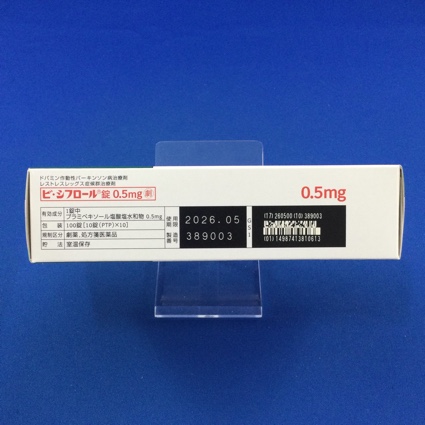 ドパミン作動性パーキンソン病治療剤
レストレスレッグス症候群治療剤
ビ・シフロール®錠 0.5mg 劇
0.5mg
有効成分 1錠中
プラミペキソール塩酸塩水和物 0.5mg
包装 100錠[10錠(PTP)×10]
規制区分 劇薬、処方箋医薬品
貯法 室温保存
使用期限 2026.05
製造番号 389003
GS1
(17)260500(10)389003
(01)14987413810613